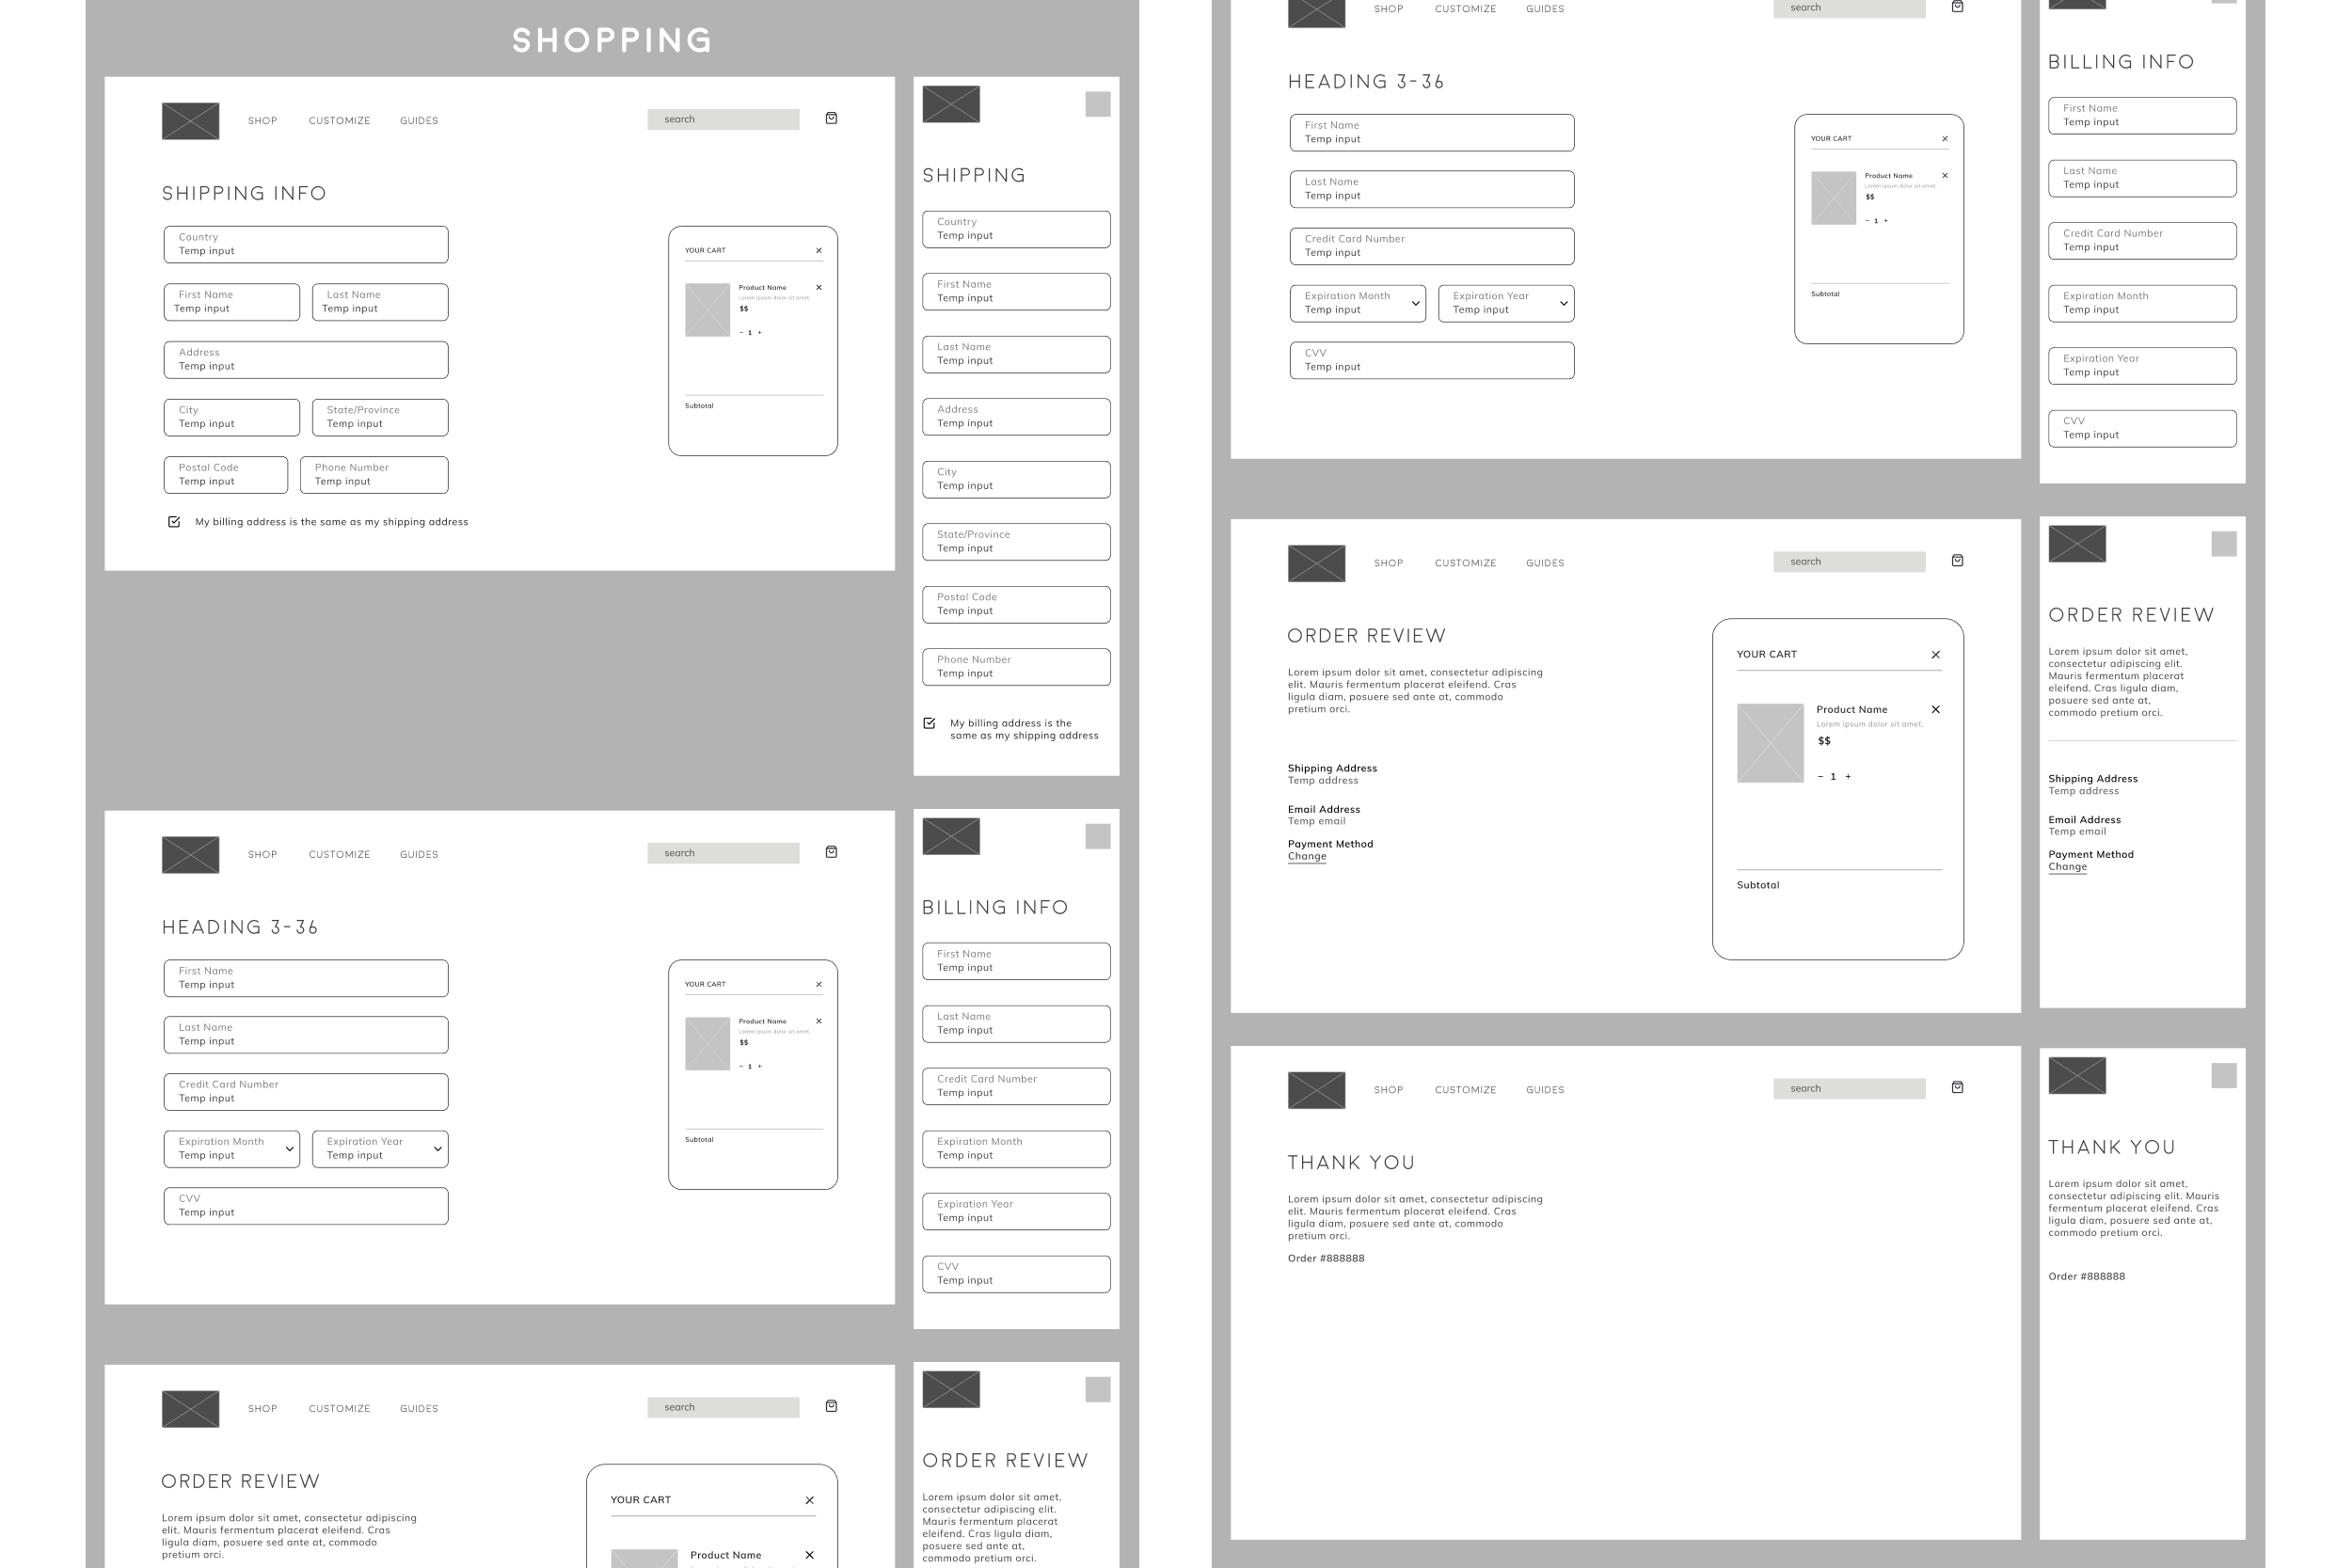 SHOPPING
SHOP CUSTOMIZE GUIDES
search
SHIPPING INFO
Country
Temp input
First Name
Temp input
Last Name
Temp input
Address
Temp input
City
Temp input
State/Province
Temp input
Postal Code
Temp input
Phone Number
Temp input
My billing address is the same as my shipping address
YOUR CART
Product Name
Lorem ipsum dolor sit amet.
$$
– 1 +
Subtotal
SHIPPING
Country
Temp input
First Name
Temp input
Last Name
Temp input
Address
Temp input
City
Temp input
State/Province
Temp input
Postal Code
Temp input
Phone Number
Temp input
My billing address is the
same as my shipping address
SHOP CUSTOMIZE GUIDES
search
HEADING 3-36
First Name
Temp input
Last Name
Temp input
Credit Card Number
Temp input
Expiration Month
Temp input
Expiration Year
Temp input
CVV
Temp input
YOUR CART
Product Name
Lorem ipsum dolor sit amet.
$$
– 1 +
Subtotal
BILLING INFO
First Name
Temp input
Last Name
Temp input
Credit Card Number
Temp input
Expiration Month
Temp input
Expiration Year
Temp input
CVV
Temp input
SHOP CUSTOMIZE GUIDES
search
ORDER REVIEW
Lorem ipsum dolor sit amet, consectetur adipiscing
elit. Mauris fermentum placerat eleifend. Cras
ligula diam, posuere sed ante at, commodo
pretium orci.
YOUR CART
Product Name
ORDER REVIEW
Lorem ipsum dolor sit amet,
consectetur adipiscing elit.
Mauris fermentum placerat
eleifend. Cras ligula diam,
posuere sed ante at,
commodo pretium orci.
SHOP CUSTOMIZE GUIDES
search
HEADING 3-36
First Name
Temp input
Last Name
Temp input
Credit Card Number
Temp input
Expiration Month
Temp input
Expiration Year
Temp input
CVV
Temp input
YOUR CART
Product Name
Lorem ipsum dolor sit amet.
$$
– 1 +
Subtotal
BILLING INFO
First Name
Temp input
Last Name
Temp input
Credit Card Number
Temp input
Expiration Month
Temp input
Expiration Year
Temp input
CVV
Temp input
SHOP CUSTOMIZE GUIDES
search
ORDER REVIEW
Lorem ipsum dolor sit amet, consectetur adipiscing
elit. Mauris fermentum placerat eleifend. Cras
ligula diam, posuere sed ante at, commodo
pretium orci.
Shipping Address
Temp address
Email Address
Temp email
Payment Method
Change
YOUR CART
Product Name
Lorem ipsum dolor sit amet.
$$
– 1 +
Subtotal
ORDER REVIEW
Lorem ipsum dolor sit amet,
consectetur adipiscing elit.
Mauris fermentum placerat
eleifend. Cras ligula diam,
posuere sed ante at,
commodo pretium orci.
Shipping Address
Temp address
Email Address
Temp email
Payment Method
Change
SHOP CUSTOMIZE GUIDES
search
THANK YOU
Lorem ipsum dolor sit amet, consectetur adipiscing
elit. Mauris fermentum placerat eleifend. Cras
ligula diam, posuere sed ante at, commodo
pretium orci.
Order #888888
THANK YOU
Lorem ipsum dolor sit amet,
consectetur adipiscing elit. Mauris
fermentum placerat eleifend. Cras
ligula diam, posuere sed ante at,
commodo pretium orci.
Order #888888